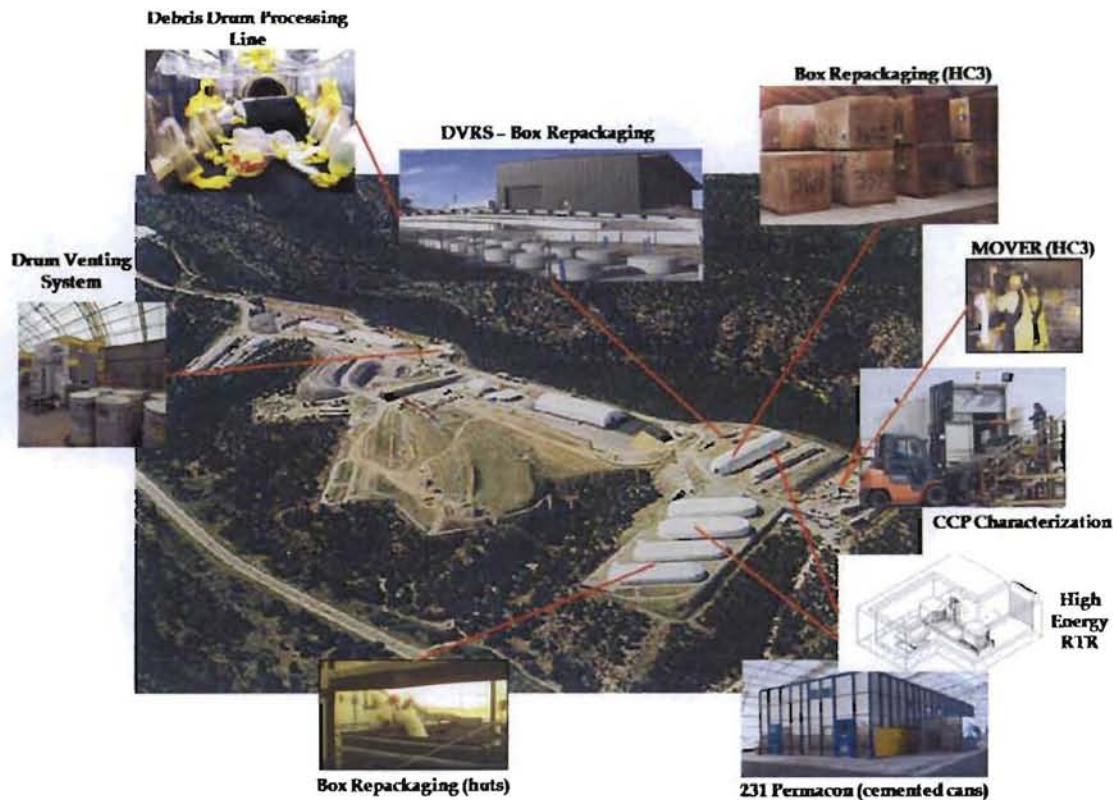 Debris Drum Processing
Line
Box Repackaging (HC3)
DVRS – Box Repackaging
MOVER (HC3)
Drum Venting
System
CCP Characterization
High
Energy
RTR
Box Repackaging (huts)
231 Permacon (cemented cans)